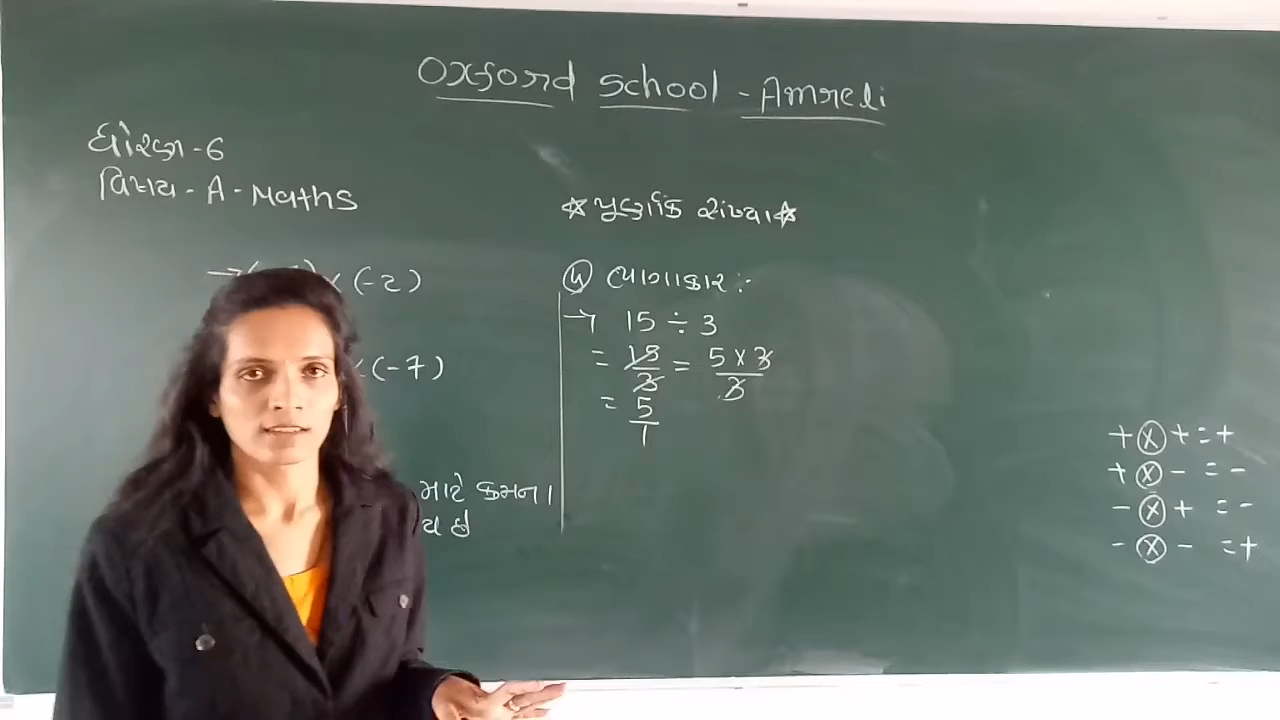 Oxford School - Amreli
ધોરણ - 6
વિષય - A - Maths
☆ પુર્ણાંક સંખ્યા ☆
→ ( × (-2)
(-7)
માટે ક્રમના
ય છે
④ ભાગાકાર :-
→ 15 ÷ 3
= 15/3 = 5 × 3/3
= 5/1
+ ⓧ + = +
+ ⓧ - = -
- ⓧ + = -
- ⓧ - = +